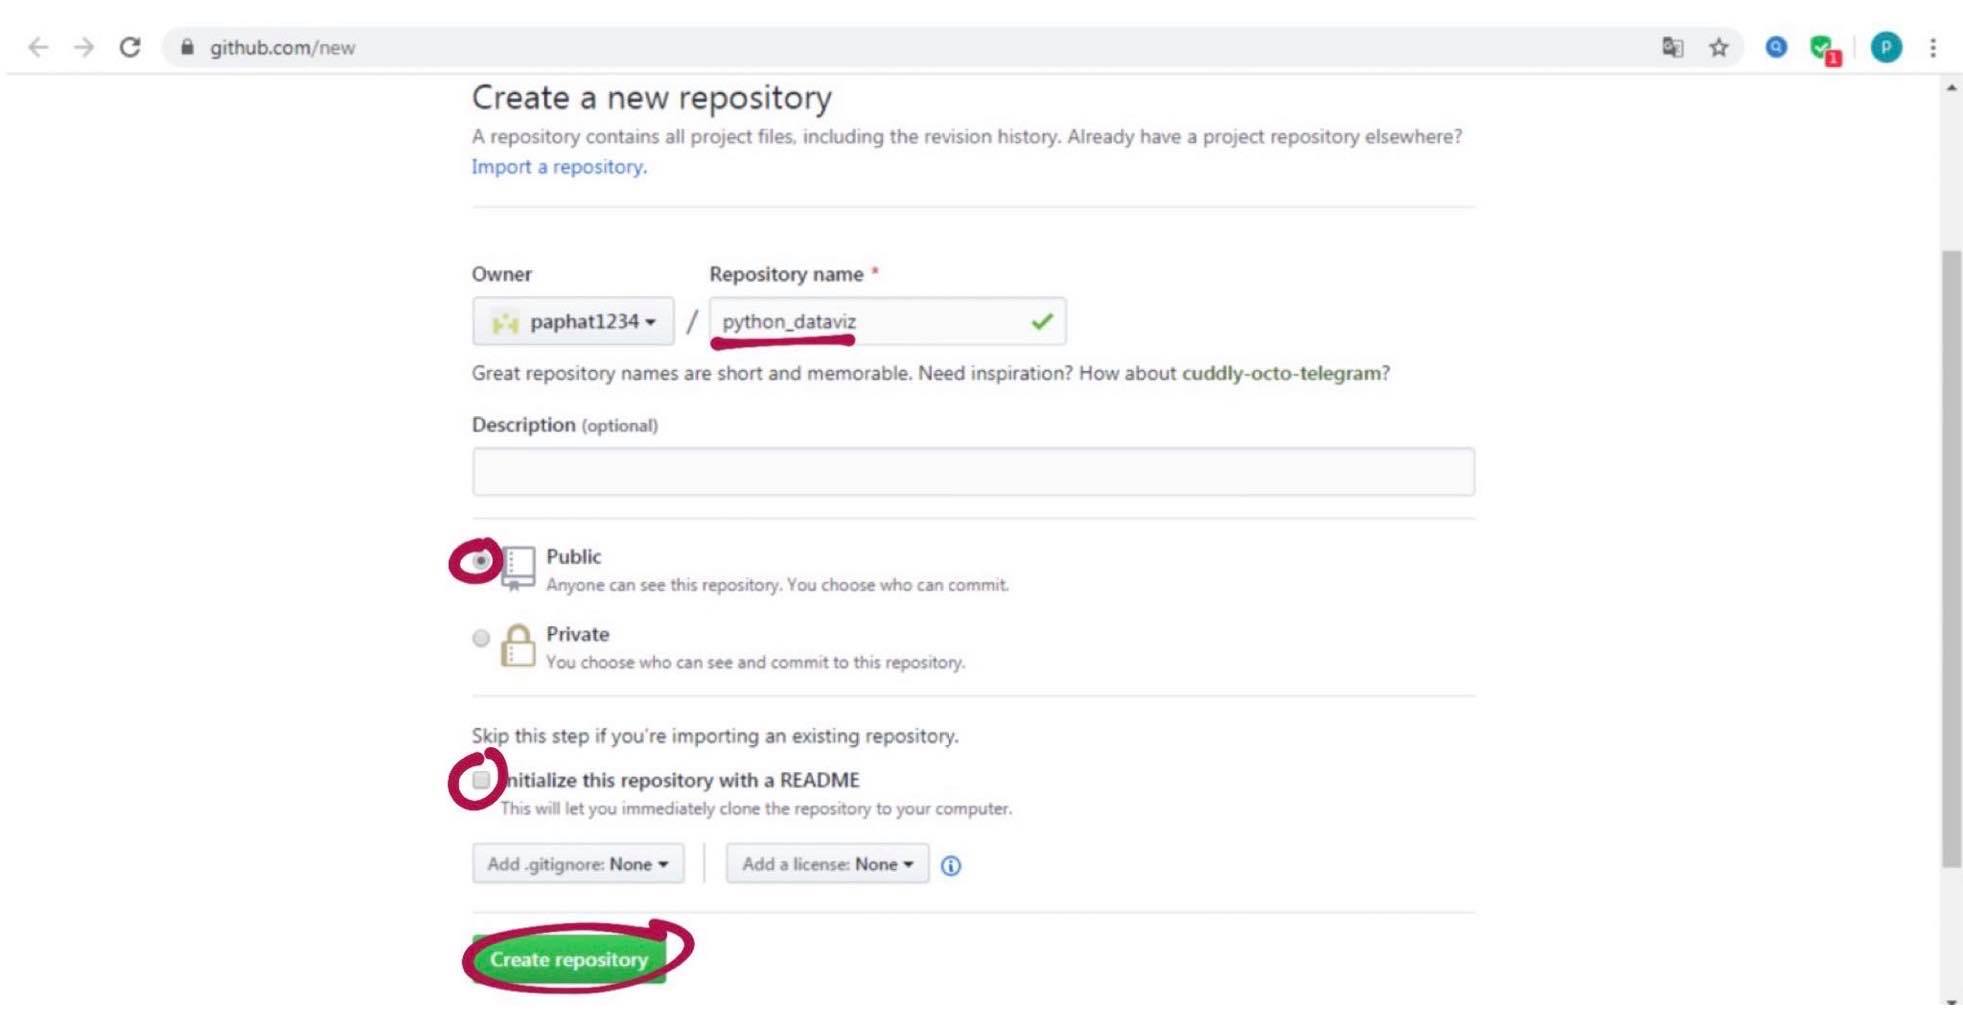 github.com/new
1
P
Create a new repository
A repository contains all project files, including the revision history. Already have a project repository elsewhere?
Import a repository.
Owner Repository name *
paphat1234 / python_dataviz
Great repository names are short and memorable. Need inspiration? How about cuddly-octo-telegram?
Description (optional)
Public
Anyone can see this repository. You choose who can commit.
Private
You choose who can see and commit to this repository.
Skip this step if you're importing an existing repository.
nitialize this repository with a README
This will let you immediately clone the repository to your computer.
Add .gitignore: None Add a license: None
Create repository